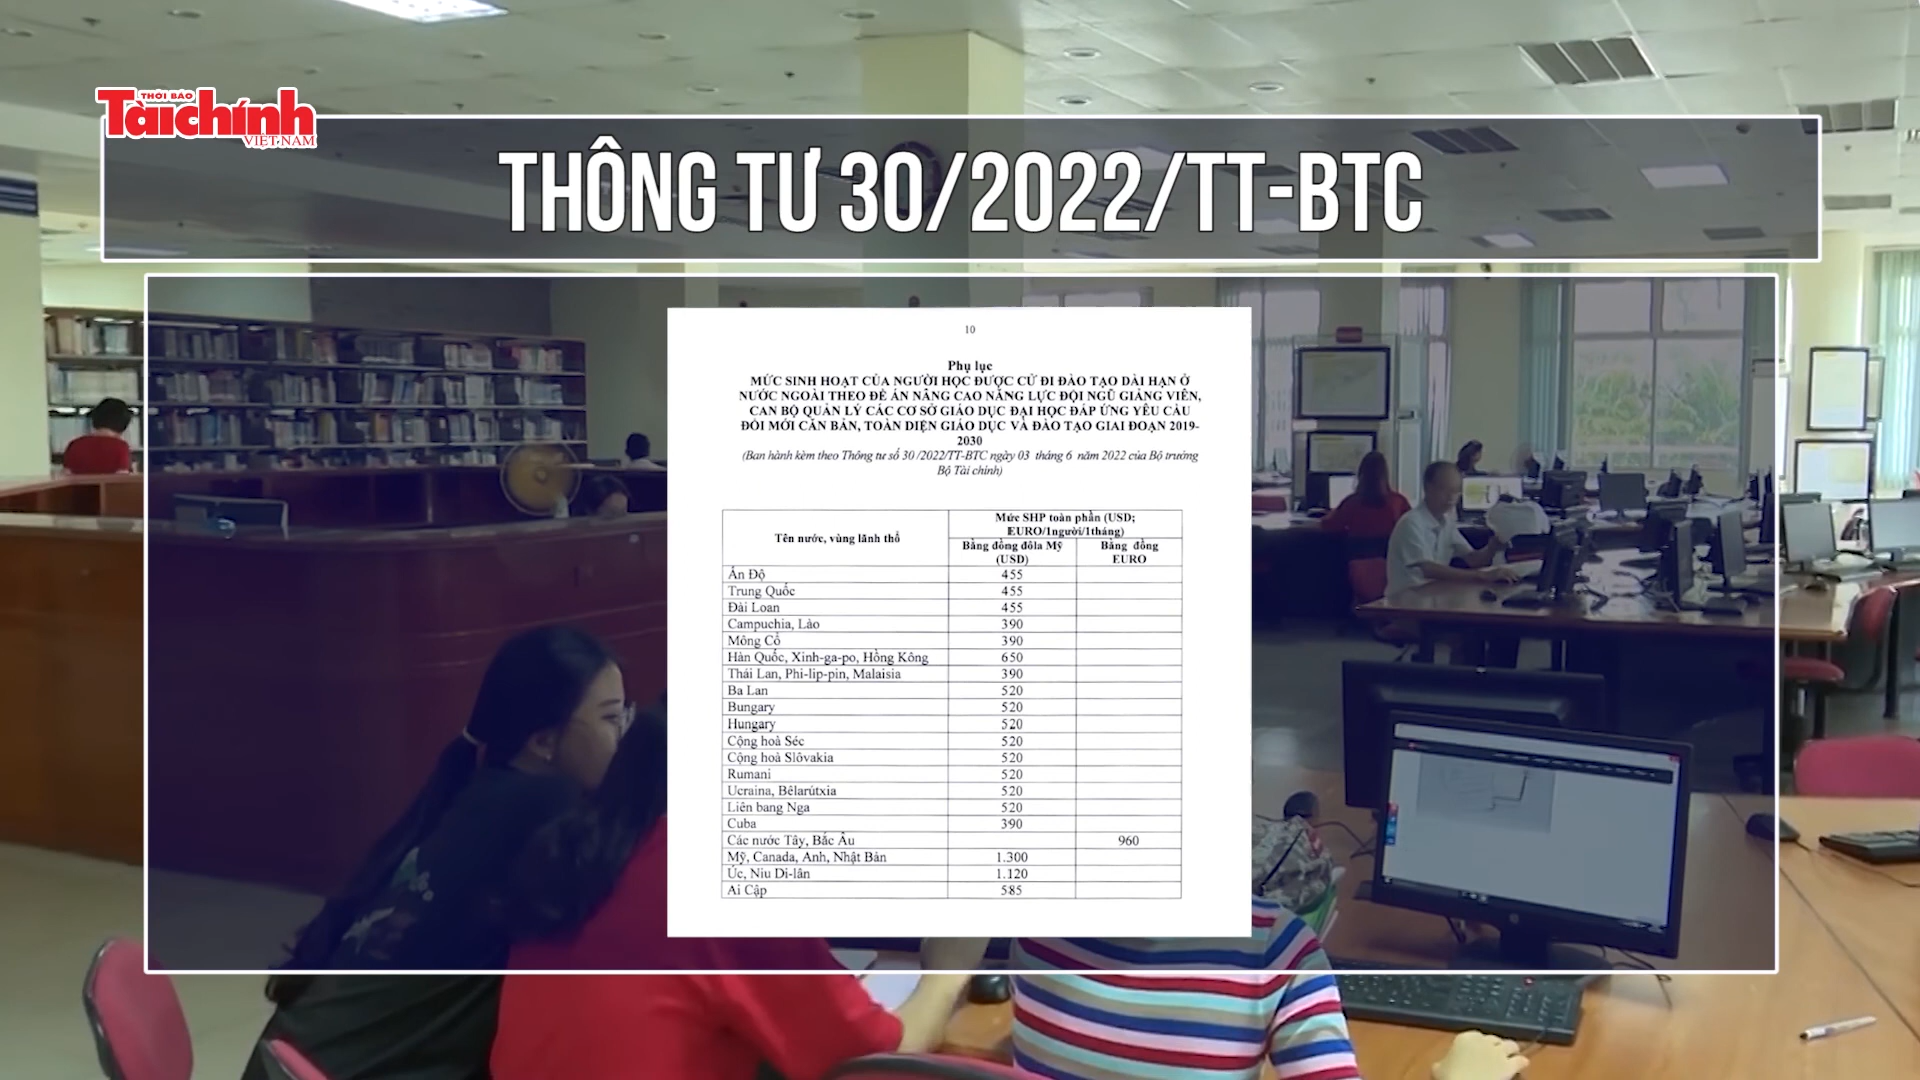 THỜI BÁO
Tàichính
VIỆT NAM
THÔNG TƯ 30/2022/TT-BTC
10
Phụ lục
MỨC SINH HOẠT CỦA NGƯỜI HỌC ĐƯỢC CỬ ĐI ĐÀO TẠO DÀI HẠN Ở
NƯỚC NGOÀI THEO ĐỀ ÁN NÂNG CAO NĂNG LỰC ĐỘI NGŨ GIẢNG VIÊN,
CÁN BỘ QUẢN LÝ CÁC CƠ SỞ GIÁO DỤC ĐẠI HỌC ĐÁP ỨNG YÊU CẦU
ĐỔI MỚI CĂN BẢN, TOÀN DIỆN GIÁO DỤC VÀ ĐÀO TẠO GIAI ĐOẠN 2019-
2030
(Ban hành kèm theo Thông tư số 30 /2022/TT-BTC ngày 03 tháng 6 năm 2022 của Bộ trưởng
Bộ Tài chính)
Tên nước, vùng lãnh thổ
Mức SHP toàn phần (USD;
EURO/1người/1tháng)
Bằng đồng đôla Mỹ
(USD)
Bằng đồng
EURO
Ấn Độ 455
Trung Quốc 455
Đài Loan 455
Campuchia, Lào 390
Mông Cổ 390
Hàn Quốc, Xinh-ga-po, Hồng Kông 650
Thái Lan, Phi-lip-pin, Malaisia 390
Ba Lan 520
Bungary 520
Hungary 520
Cộng hoà Séc 520
Cộng hoà Slôvakia 520
Rumani 520
Ucraina, Bêlarútxia 520
Liên bang Nga 520
Cuba 390
Các nước Tây, Bắc Âu 960
Mỹ, Canada, Anh, Nhật Bản 1.300
Úc, Niu Di-lân 1.120
Ai Cập 585